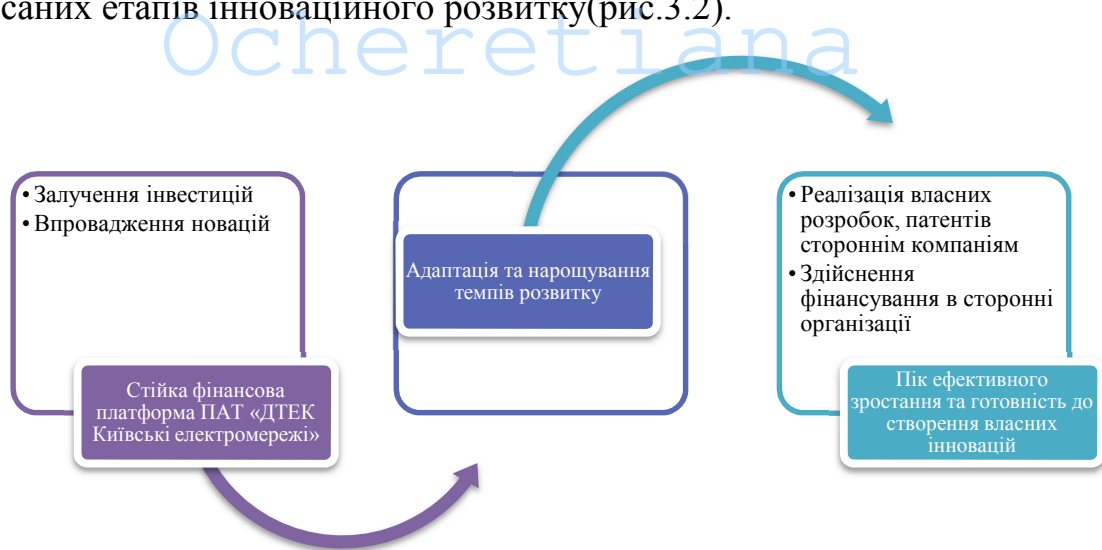 саних етапів інноваційного розвитку(рис.3.2).
Ocheretiana
• Залучення інвестицій
• Впровадження новацій
Стійка фінансова
платформа ПАТ «ДТЕК
Київські електромережі»
Адаптація та нарощування
темпів розвитку
• Реалізація власних
розробок, патентів
стороннім компаніям
• Здійснення
фінансування в сторонні
організації
Пік ефективного
зростання та готовність до
створення власних
інновацій